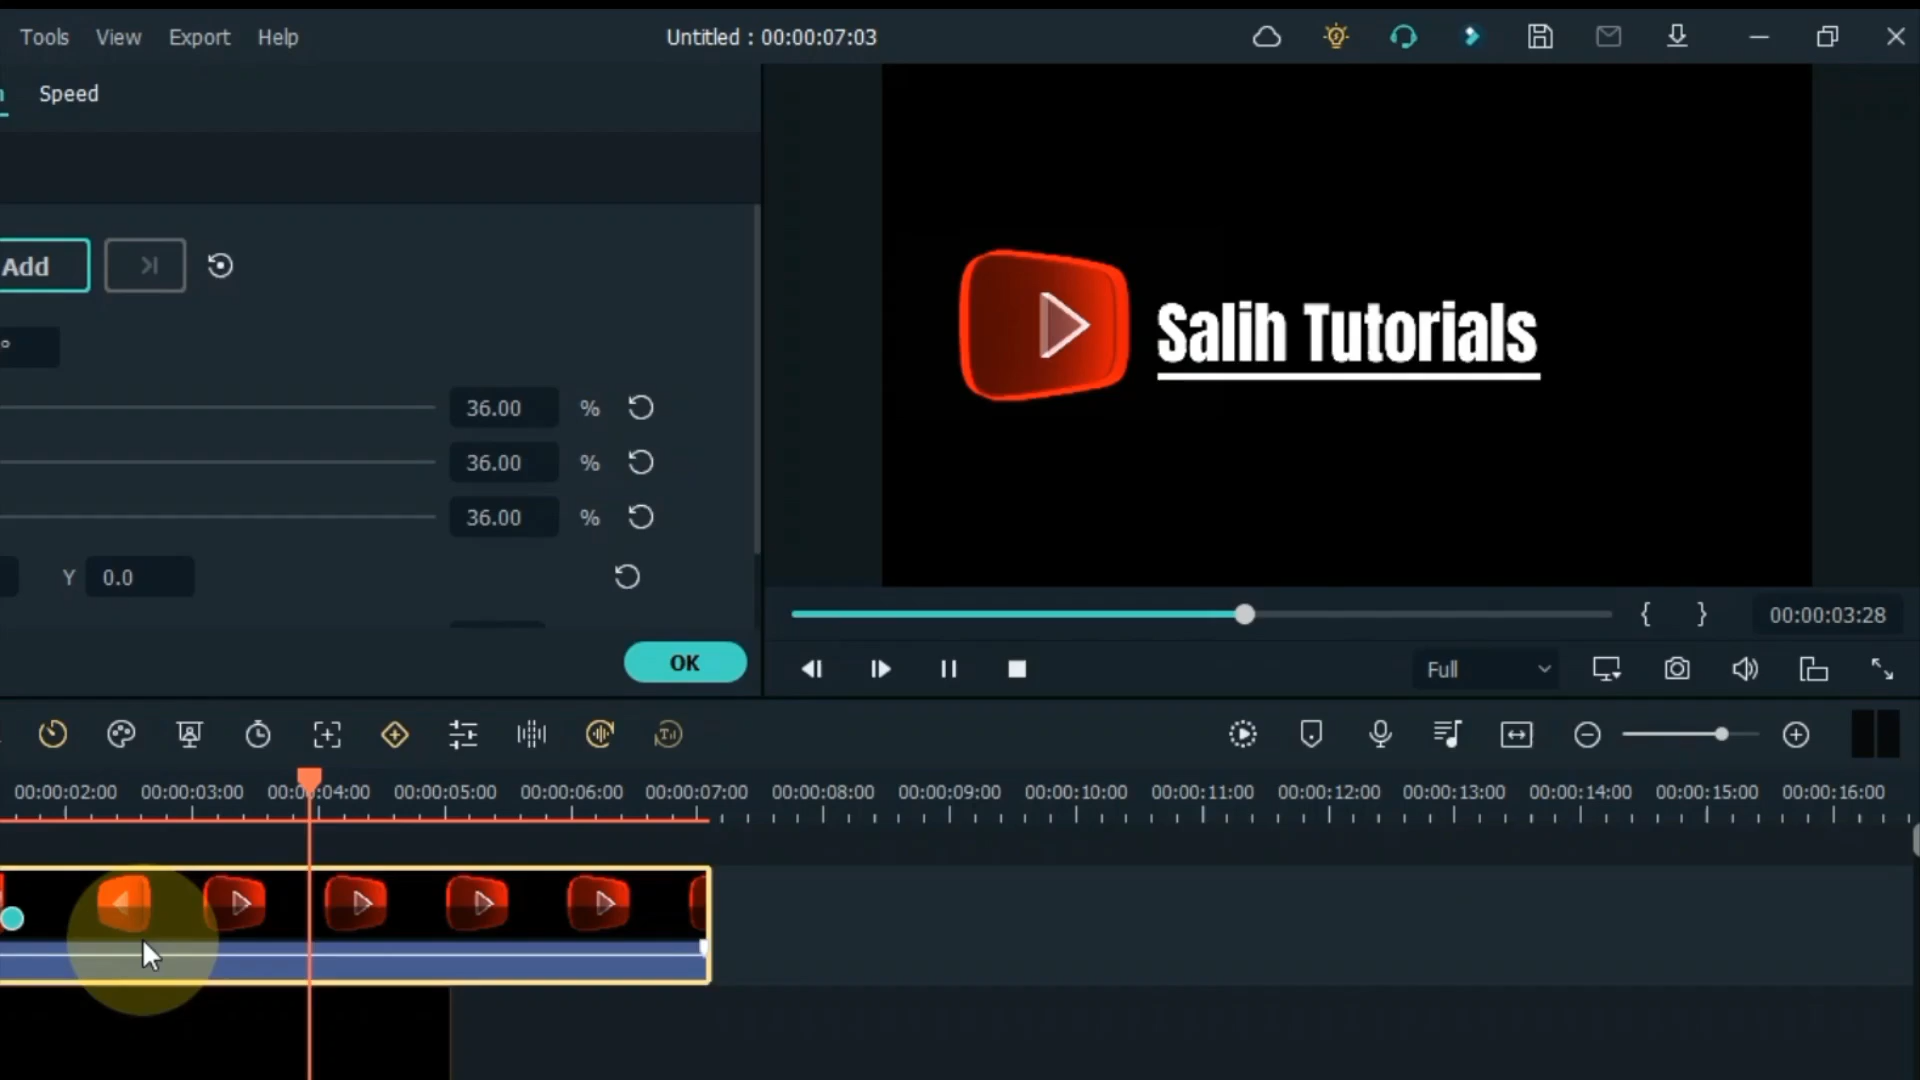 Tools View Export Help
Untitled : 00:00:07:03
Speed
Add
°
36.00 %
36.00 %
36.00 %
Y 0.0
OK
Salih Tutorials
{ } 00:00:03:28
Full
00:00:02:00 00:00:03:00 00:00:04:00 00:00:05:00 00:00:06:00 00:00:07:00 00:00:08:00 00:00:09:00 00:00:10:00 00:00:11:00 00:00:12:00 00:00:13:00 00:00:14:00 00:00:15:00 00:00:16:00